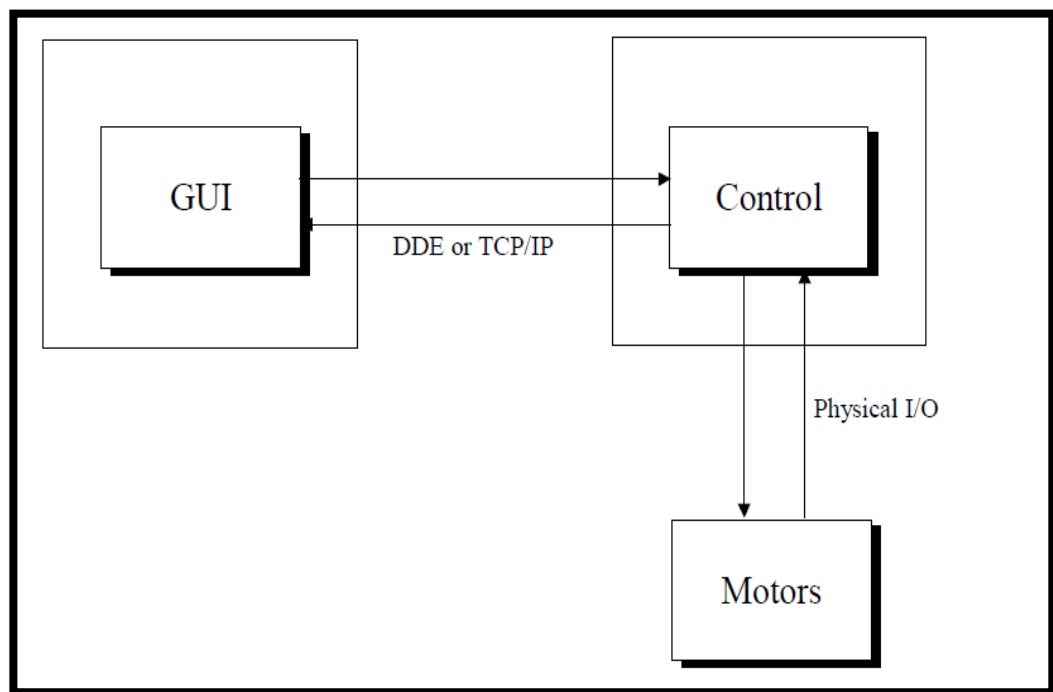 GUI
Control
DDE or TCP/IP
Physical I/O
Motors